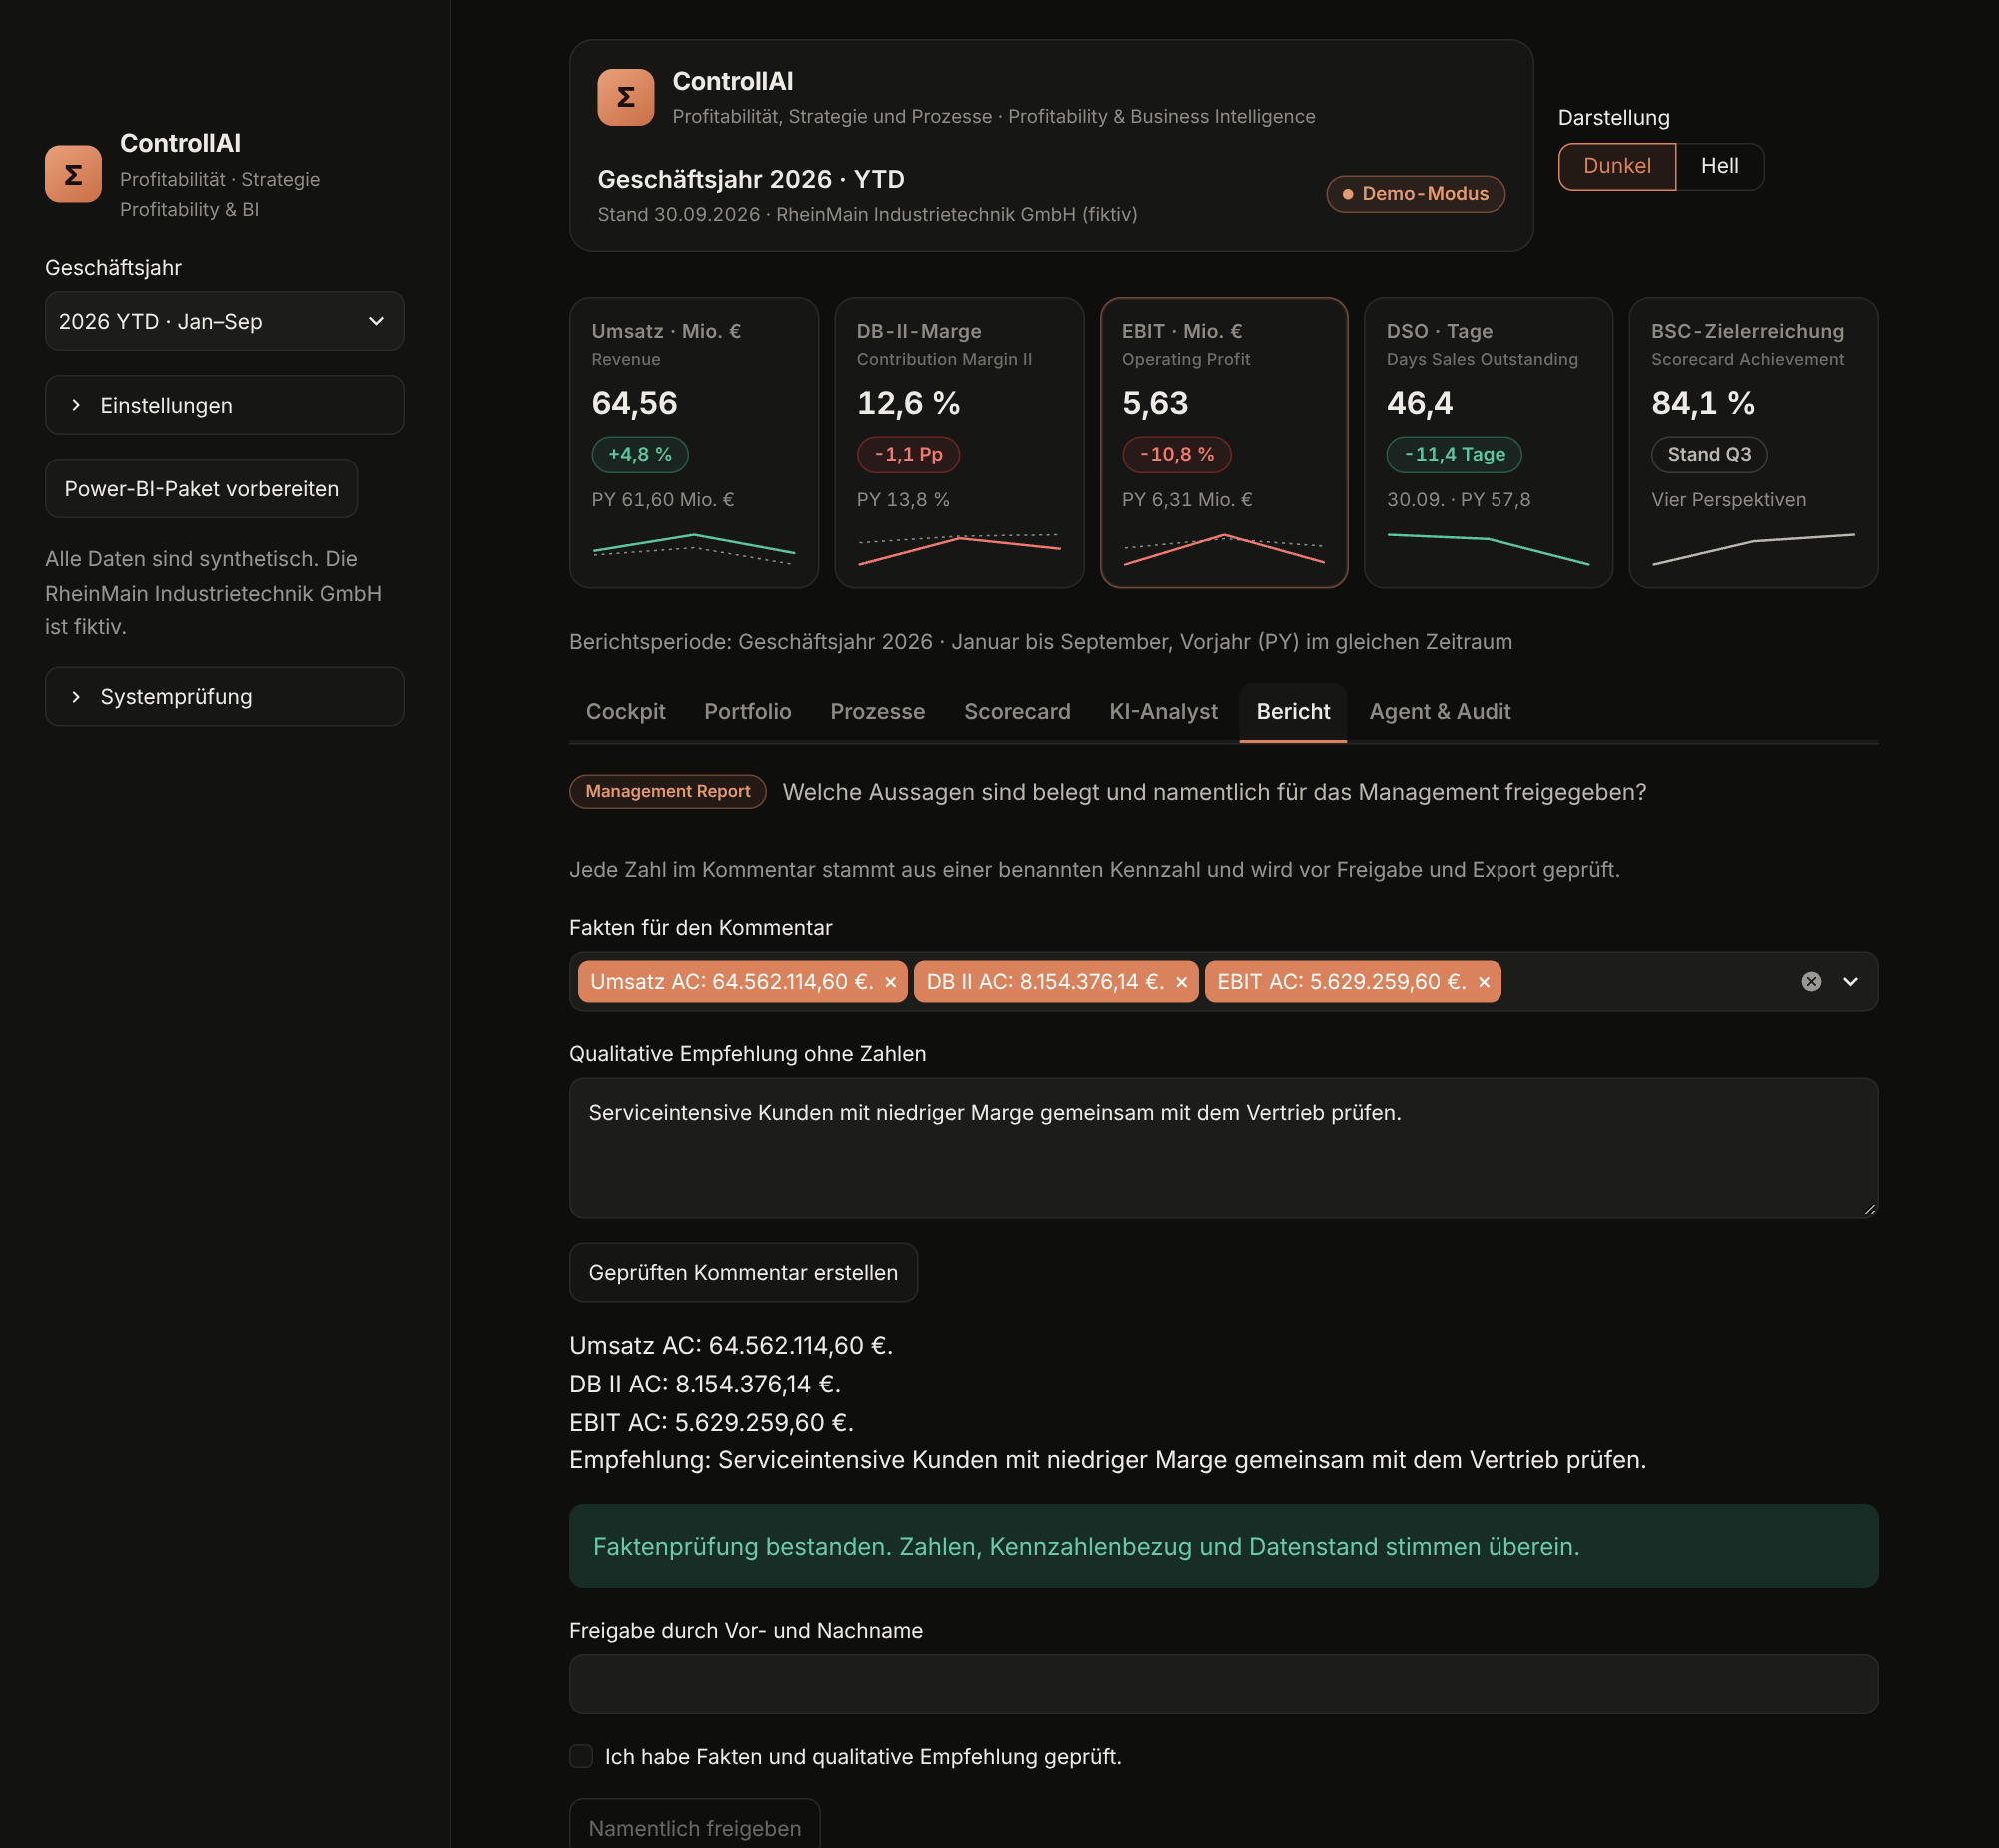 Σ
ControllAI
Profitabilität · Strategie
Profitability & BI
Geschäftsjahr
2026 YTD · Jan–Sep
Einstellungen
Power-BI-Paket vorbereiten
Alle Daten sind synthetisch. Die
RheinMain Industrietechnik GmbH
ist fiktiv.
Systemprüfung
Σ
ControllAI
Profitabilität, Strategie und Prozesse · Profitability & Business Intelligence
Geschäftsjahr 2026 · YTD
Stand 30.09.2026 · RheinMain Industrietechnik GmbH (fiktiv)
Demo-Modus
Darstellung
Dunkel
Hell
Umsatz · Mio. €
Revenue
64,56
+4,8 %
PY 61,60 Mio. €
DB-II-Marge
Contribution Margin II
12,6 %
-1,1 Pp
PY 13,8 %
EBIT · Mio. €
Operating Profit
5,63
-10,8 %
PY 6,31 Mio. €
DSO · Tage
Days Sales Outstanding
46,4
-11,4 Tage
30.09. · PY 57,8
BSC-Zielerreichung
Scorecard Achievement
84,1 %
Stand Q3
Vier Perspektiven
Berichtsperiode: Geschäftsjahr 2026 · Januar bis September, Vorjahr (PY) im gleichen Zeitraum
Cockpit
Portfolio
Prozesse
Scorecard
KI-Analyst
Bericht
Agent & Audit
Management Report
Welche Aussagen sind belegt und namentlich für das Management freigegeben?
Jede Zahl im Kommentar stammt aus einer benannten Kennzahl und wird vor Freigabe und Export geprüft.
Fakten für den Kommentar
Umsatz AC: 64.562.114,60 €.
DB II AC: 8.154.376,14 €.
EBIT AC: 5.629.259,60 €.
Qualitative Empfehlung ohne Zahlen
Serviceintensive Kunden mit niedriger Marge gemeinsam mit dem Vertrieb prüfen.
Geprüften Kommentar erstellen
Umsatz AC: 64.562.114,60 €.
DB II AC: 8.154.376,14 €.
EBIT AC: 5.629.259,60 €.
Empfehlung: Serviceintensive Kunden mit niedriger Marge gemeinsam mit dem Vertrieb prüfen.
Faktenprüfung bestanden. Zahlen, Kennzahlenbezug und Datenstand stimmen überein.
Freigabe durch Vor- und Nachname
Ich habe Fakten und qualitative Empfehlung geprüft.
Namentlich freigeben